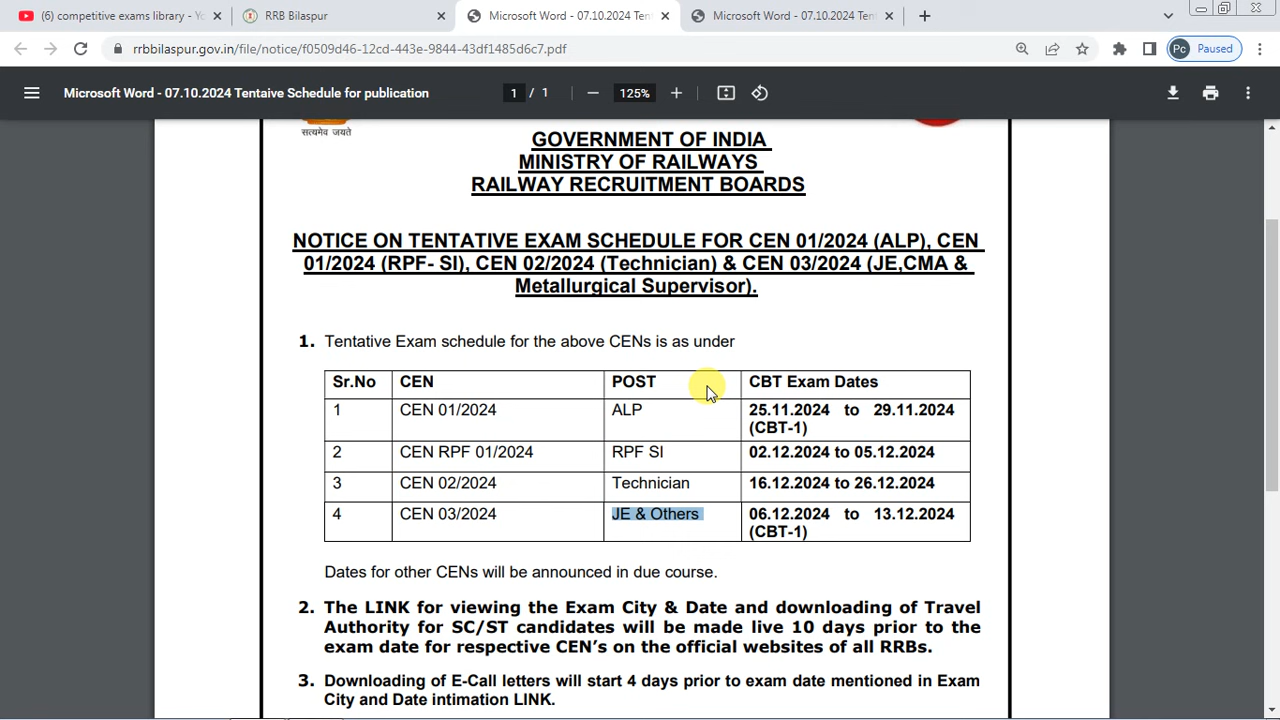 (6) competitive exams library - Yo
RRB Bilaspur
Microsoft Word - 07.10.2024 Tent
Microsoft Word - 07.10.2024 Tent
rrbbilaspur.gov.in/file/notice/f0509d46-12cd-443e-9844-43df1485d6c7.pdf
Pc Paused
Microsoft Word - 07.10.2024 Tentaive Schedule for publication
1 / 1
125%
सत्यमेव जयते
GOVERNMENT OF INDIA
MINISTRY OF RAILWAYS
RAILWAY RECRUITMENT BOARDS
NOTICE ON TENTATIVE EXAM SCHEDULE FOR CEN 01/2024 (ALP), CEN
01/2024 (RPF- SI), CEN 02/2024 (Technician) & CEN 03/2024 (JE,CMA &
Metallurgical Supervisor).
1. Tentative Exam schedule for the above CENs is as under
Sr.No CEN POST CBT Exam Dates
1 CEN 01/2024 ALP 25.11.2024 to 29.11.2024
(CBT-1)
2 CEN RPF 01/2024 RPF SI 02.12.2024 to 05.12.2024
3 CEN 02/2024 Technician 16.12.2024 to 26.12.2024
4 CEN 03/2024 JE & Others 06.12.2024 to 13.12.2024
(CBT-1)
Dates for other CENs will be announced in due course.
2. The LINK for viewing the Exam City & Date and downloading of Travel
Authority for SC/ST candidates will be made live 10 days prior to the
exam date for respective CEN's on the official websites of all RRBs.
3. Downloading of E-Call letters will start 4 days prior to exam date mentioned in Exam
City and Date intimation LINK.